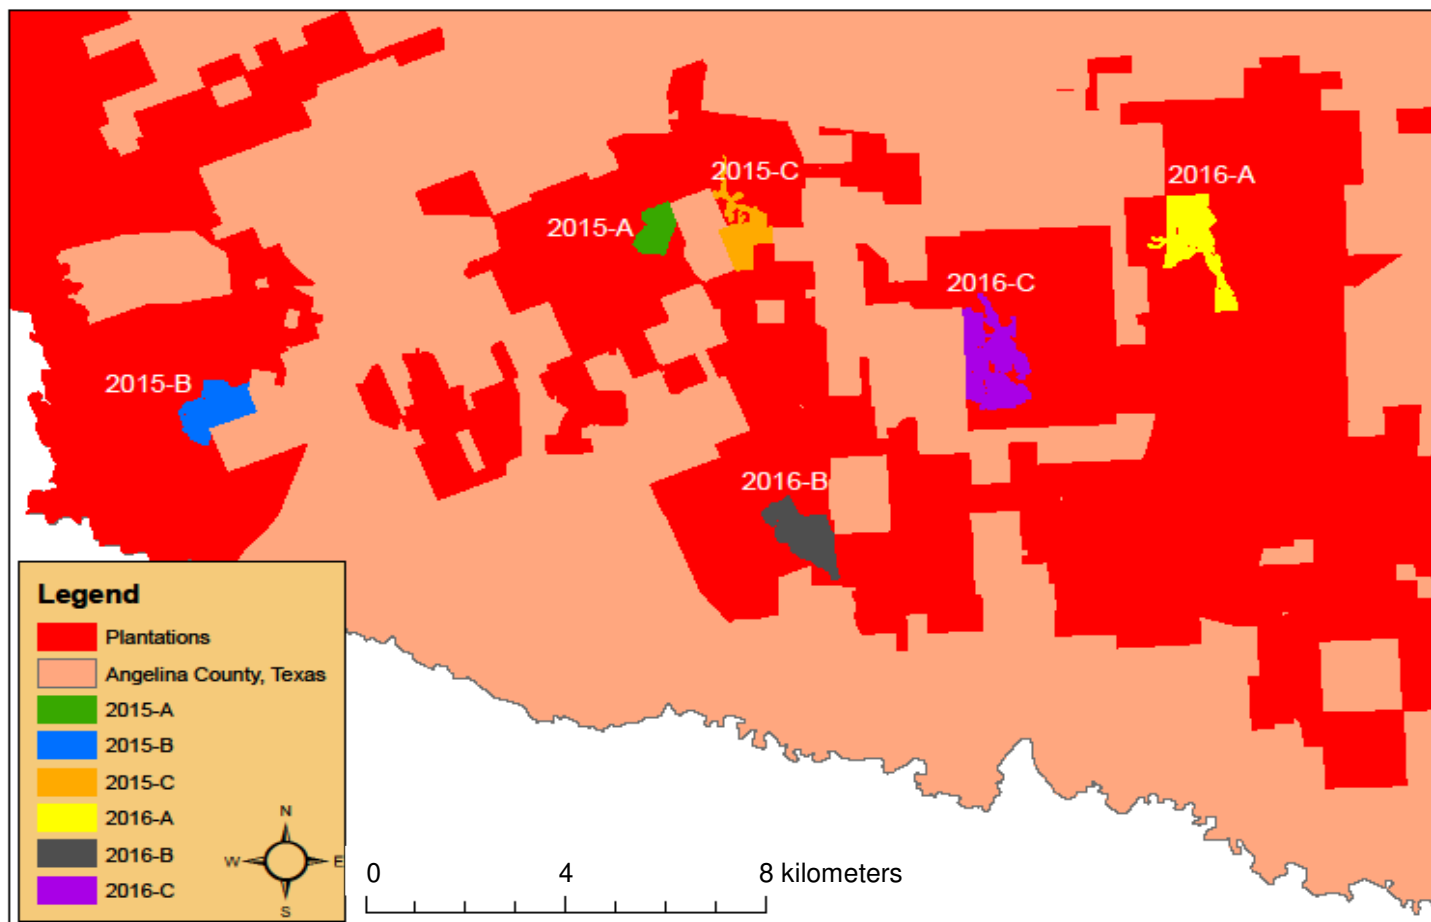 2015-C
2016-A
2015-A
2016-C
2015-B
2016-B
Legend
Plantations
Angelina County, Texas
2015-A
2015-B
2015-C
2016-A
2016-B
2016-C
N
W E
S
0 4 8 kilometers